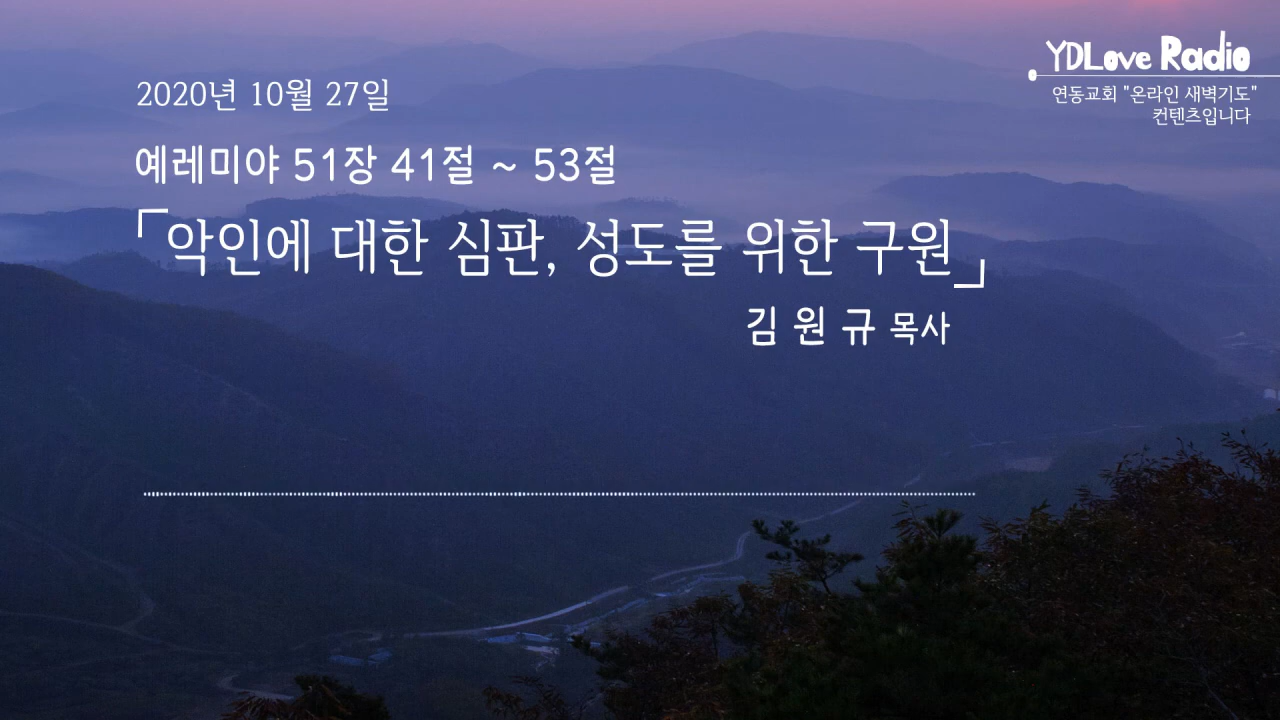 YDLove Radio
연동교회 "온라인 새벽기도"
컨텐츠입니다
2020년 10월 27일
예레미야 51장 41절 ~ 53절
「악인에 대한 심판, 성도를 위한 구원」
김 원 규 목사